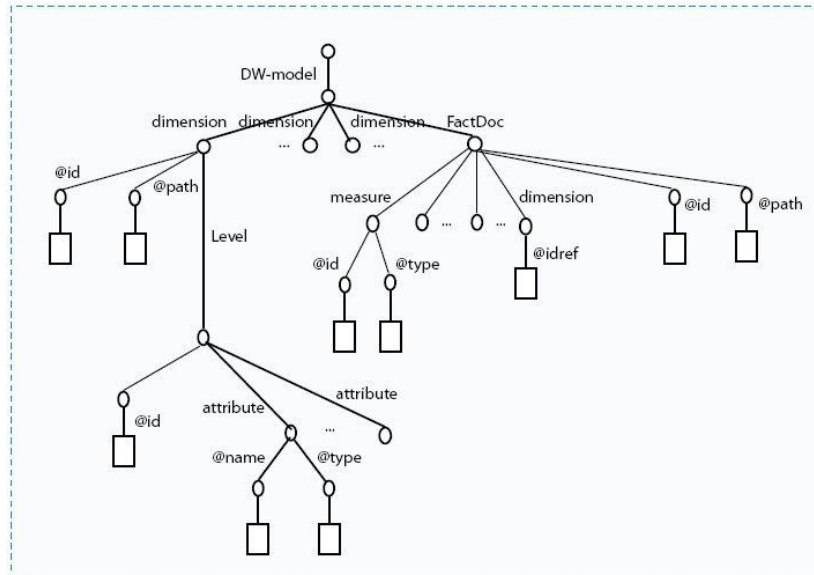 DW-model
dimension dimension dimension FactDoc
... ...
@id
@path
measure
dimension
@id
@path
... ...
Level
@idref
@id
@type
attribute
attribute
@id
...
@name
@type